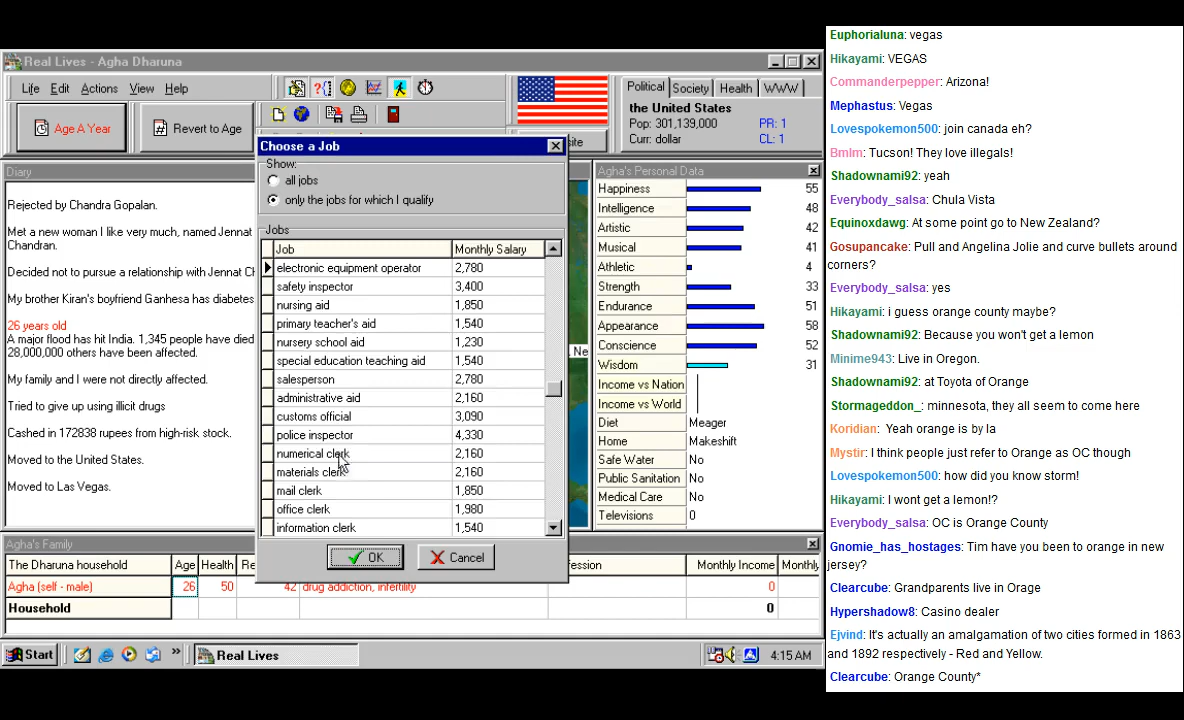 Real Lives - Agha Dharuna
Life Edit Actions View Help
Age A Year
Revert to Age
Political Society Health WWW
the United States
Pop: 301,139,000 PR: 1
Curr: dollar CL: 1
Choose a Job
Show:
all jobs
only the jobs for which I qualify
Jobs
Job Monthly Salary
electronic equipment operator 2,780
safety inspector 3,400
nursing aid 1,850
primary teacher's aid 1,540
nursery school aid 1,230
special education teaching aid 1,540
salesperson 2,780
administrative aid 2,160
customs official 3,090
police inspector 4,330
numerical clerk 2,160
materials clerk 2,160
mail clerk 1,850
office clerk 1,980
information clerk 1,540
OK Cancel
Diary
Rejected by Chandra Gopalan.
Met a new woman I like very much, named Jennat
Chandran.
Decided not to pursue a relationship with Jennat Ch
My brother Kiran's boyfriend Ganhesa has diabetes
26 years old
A major flood has hit India. 1,345 people have died
28,000,000 others have been affected.
My family and I were not directly affected.
Tried to give up using illicit drugs
Cashed in 172838 rupees from high-risk stock.
Moved to the United States.
Moved to Las Vegas.
Agha's Personal Data
Happiness 55
Intelligence 48
Artistic 42
Musical 41
Athletic 4
Strength 33
Endurance 51
Appearance 58
Conscience 52
Wisdom 31
Income vs Nation
Income vs World
Diet Meager
Home Makeshift
Safe Water No
Public Sanitation No
Medical Care No
Televisions 0
Agha's Family
The Dharuna household Age Health Re fession Monthly Income Monthly
Agha (self - male) 26 50 42 drug addiction, infertility 0
Household 0
Start » Real Lives 4:15 AM
Euphorialuna: vegas
Hikayami: VEGAS
Commanderpepper: Arizona!
Mephastus: Vegas
Lovespokemon500: join canada eh?
Bmlm: Tucson! They love illegals!
Shadownami92: yeah
Everybody_salsa: Chula Vista
Equinoxdawg: At some point go to New Zealand?
Gosupancake: Pull and Angelina Jolie and curve bullets around
corners?
Everybody_salsa: yes
Hikayami: i guess orange county maybe?
Shadownami92: Because you won't get a lemon
Minime943: Live in Oregon.
Shadownami92: at Toyota of Orange
Stormageddon_: minnesota, they all seem to come here
Koridian: Yeah orange is by la
Mystir: I think people just refer to Orange as OC though
Lovespokemon500: how did you know storm!
Hikayami: I wont get a lemon!?
Everybody_salsa: OC is Orange County
Gnomie_has_hostages: Tim have you been to orange in new
jersey?
Clearcube: Grandparents live in Orage
Hypershadow8: Casino dealer
Ejvind: It's actually an amalgamation of two cities formed in 1863
and 1892 respectively - Red and Yellow.
Clearcube: Orange County*